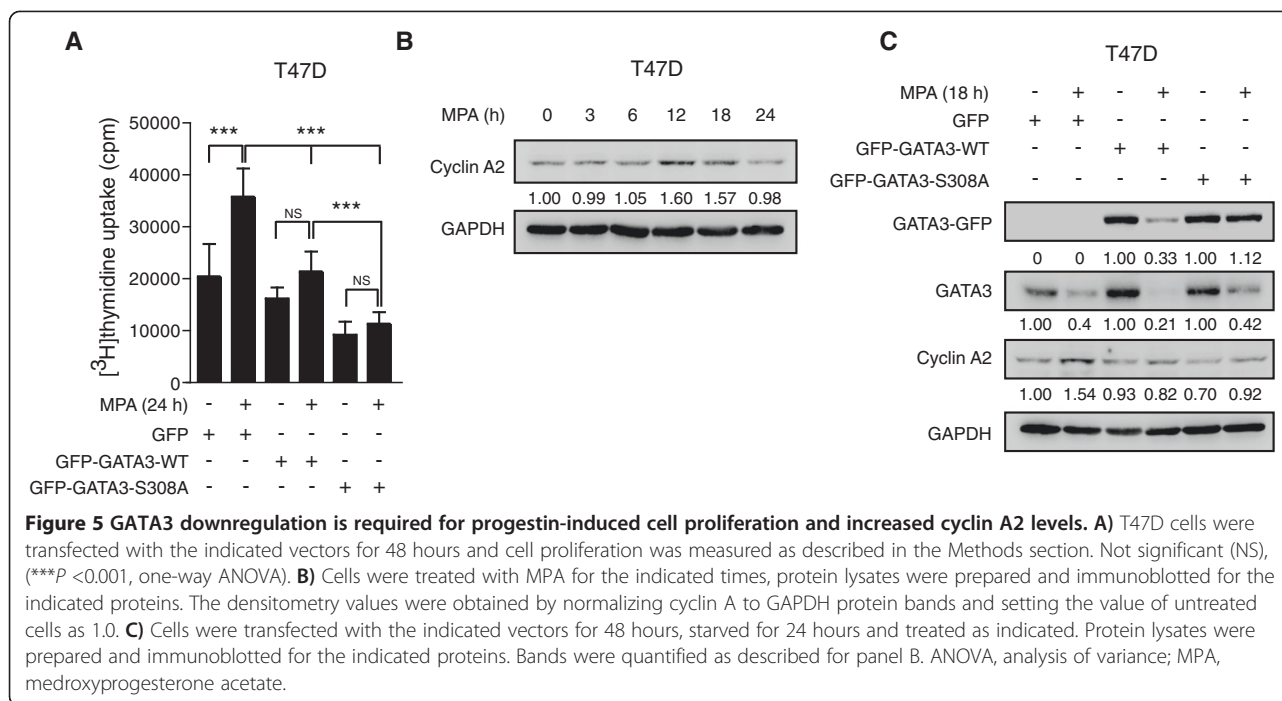 A
T47D
[3H]thymidine uptake (cpm)
50000
40000
30000
20000
10000
0
*** ***
NS
***
NS
MPA (24 h) - + - + - +
GFP + + - - - -
GFP-GATA3-WT - - + + - -
GFP-GATA3-S308A - - - - + +
B
T47D
MPA (h) 0 3 6 12 18 24
Cyclin A2
1.00 0.99 1.05 1.60 1.57 0.98
GAPDH
C
T47D
MPA (18 h) - + - + - +
GFP + + - - - -
GFP-GATA3-WT - - + + - -
GFP-GATA3-S308A - - - - + +
GATA3-GFP
0 0 1.00 0.33 1.00 1.12
GATA3
1.00 0.4 1.00 0.21 1.00 0.42
Cyclin A2
1.00 1.54 0.93 0.82 0.70 0.92
GAPDH
Figure 5 GATA3 downregulation is required for progestin-induced cell proliferation and increased cyclin A2 levels. A) T47D cells were
transfected with the indicated vectors for 48 hours and cell proliferation was measured as described in the Methods section. Not significant (NS),
(***P <0.001, one-way ANOVA). B) Cells were treated with MPA for the indicated times, protein lysates were prepared and immunoblotted for the
indicated proteins. The densitometry values were obtained by normalizing cyclin A to GAPDH protein bands and setting the value of untreated
cells as 1.0. C) Cells were transfected with the indicated vectors for 48 hours, starved for 24 hours and treated as indicated. Protein lysates were
prepared and immunoblotted for the indicated proteins. Bands were quantified as described for panel B. ANOVA, analysis of variance; MPA,
medroxyprogesterone acetate.